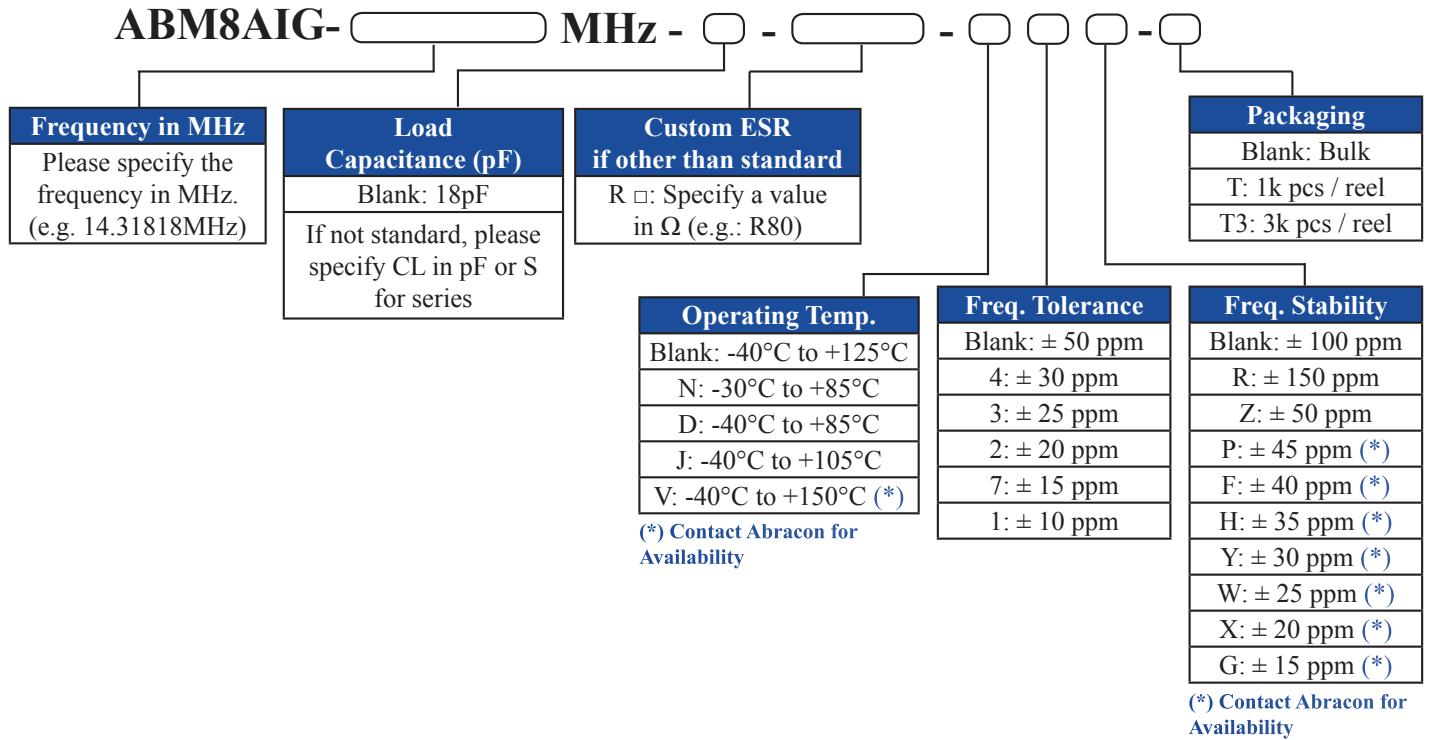 ABM8AIG- MHz - - - -
Frequency in MHz
Please specify the
frequency in MHz.
(e.g. 14.31818MHz)
Load
Capacitance (pF)
Blank: 18pF
If not standard, please
specify CL in pF or S
for series
Custom ESR
if other than standard
R □: Specify a value
in Ω (e.g.: R80)
Packaging
Blank: Bulk
T: 1k pcs / reel
T3: 3k pcs / reel
Operating Temp.
Blank: -40°C to +125°C
N: -30°C to +85°C
D: -40°C to +85°C
J: -40°C to +105°C
V: -40°C to +150°C (*)
(*) Contact Abracon for
Availability
Freq. Tolerance
Blank: ± 50 ppm
4: ± 30 ppm
3: ± 25 ppm
2: ± 20 ppm
7: ± 15 ppm
1: ± 10 ppm
Freq. Stability
Blank: ± 100 ppm
R: ± 150 ppm
Z: ± 50 ppm
P: ± 45 ppm (*)
F: ± 40 ppm (*)
H: ± 35 ppm (*)
Y: ± 30 ppm (*)
W: ± 25 ppm (*)
X: ± 20 ppm (*)
G: ± 15 ppm (*)
(*) Contact Abracon for
Availability